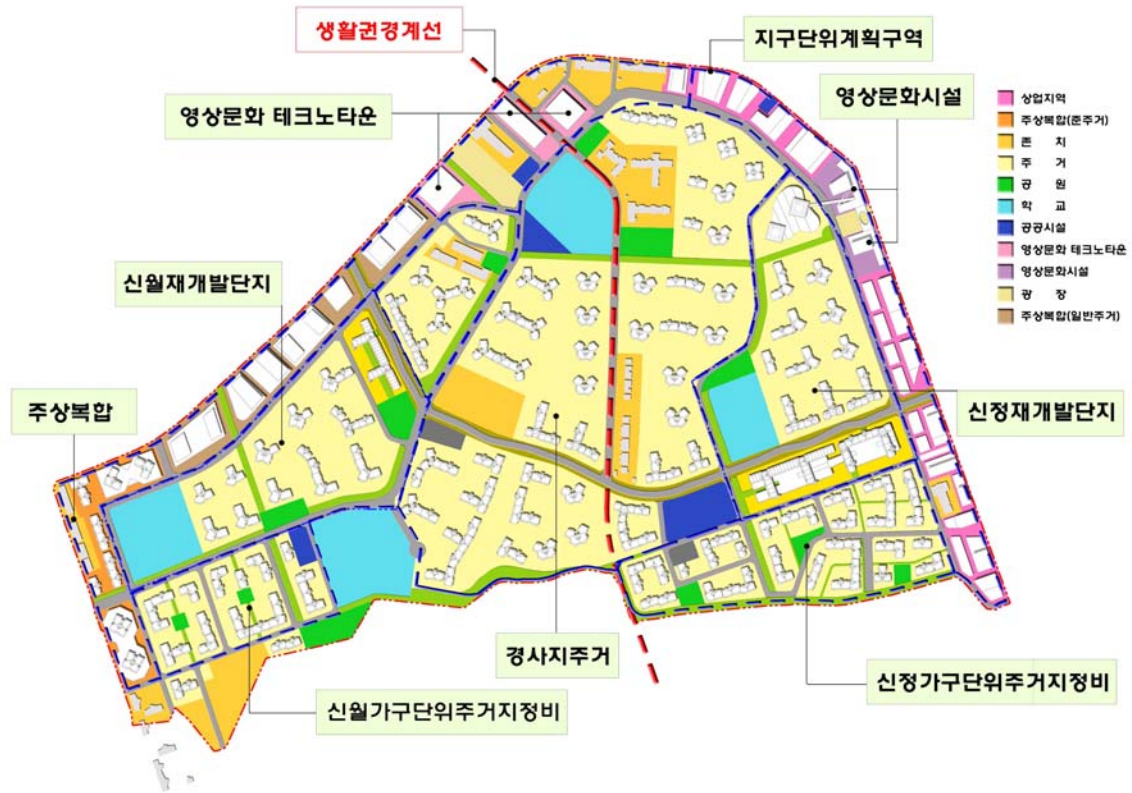 생활권경계선
지구단위계획구역
영상문화시설
영상문화 테크노타운
상업지역
주상복합(준주거)
존 치
주 거
공 원
학 교
공공시설
영상문화 테크노타운
영상문화시설
광 장
주상복합(일반주거)
신월재개발단지
주상복합
신정재개발단지
경사지주거
신정가구단위주거지정비
신월가구단위주거지정비